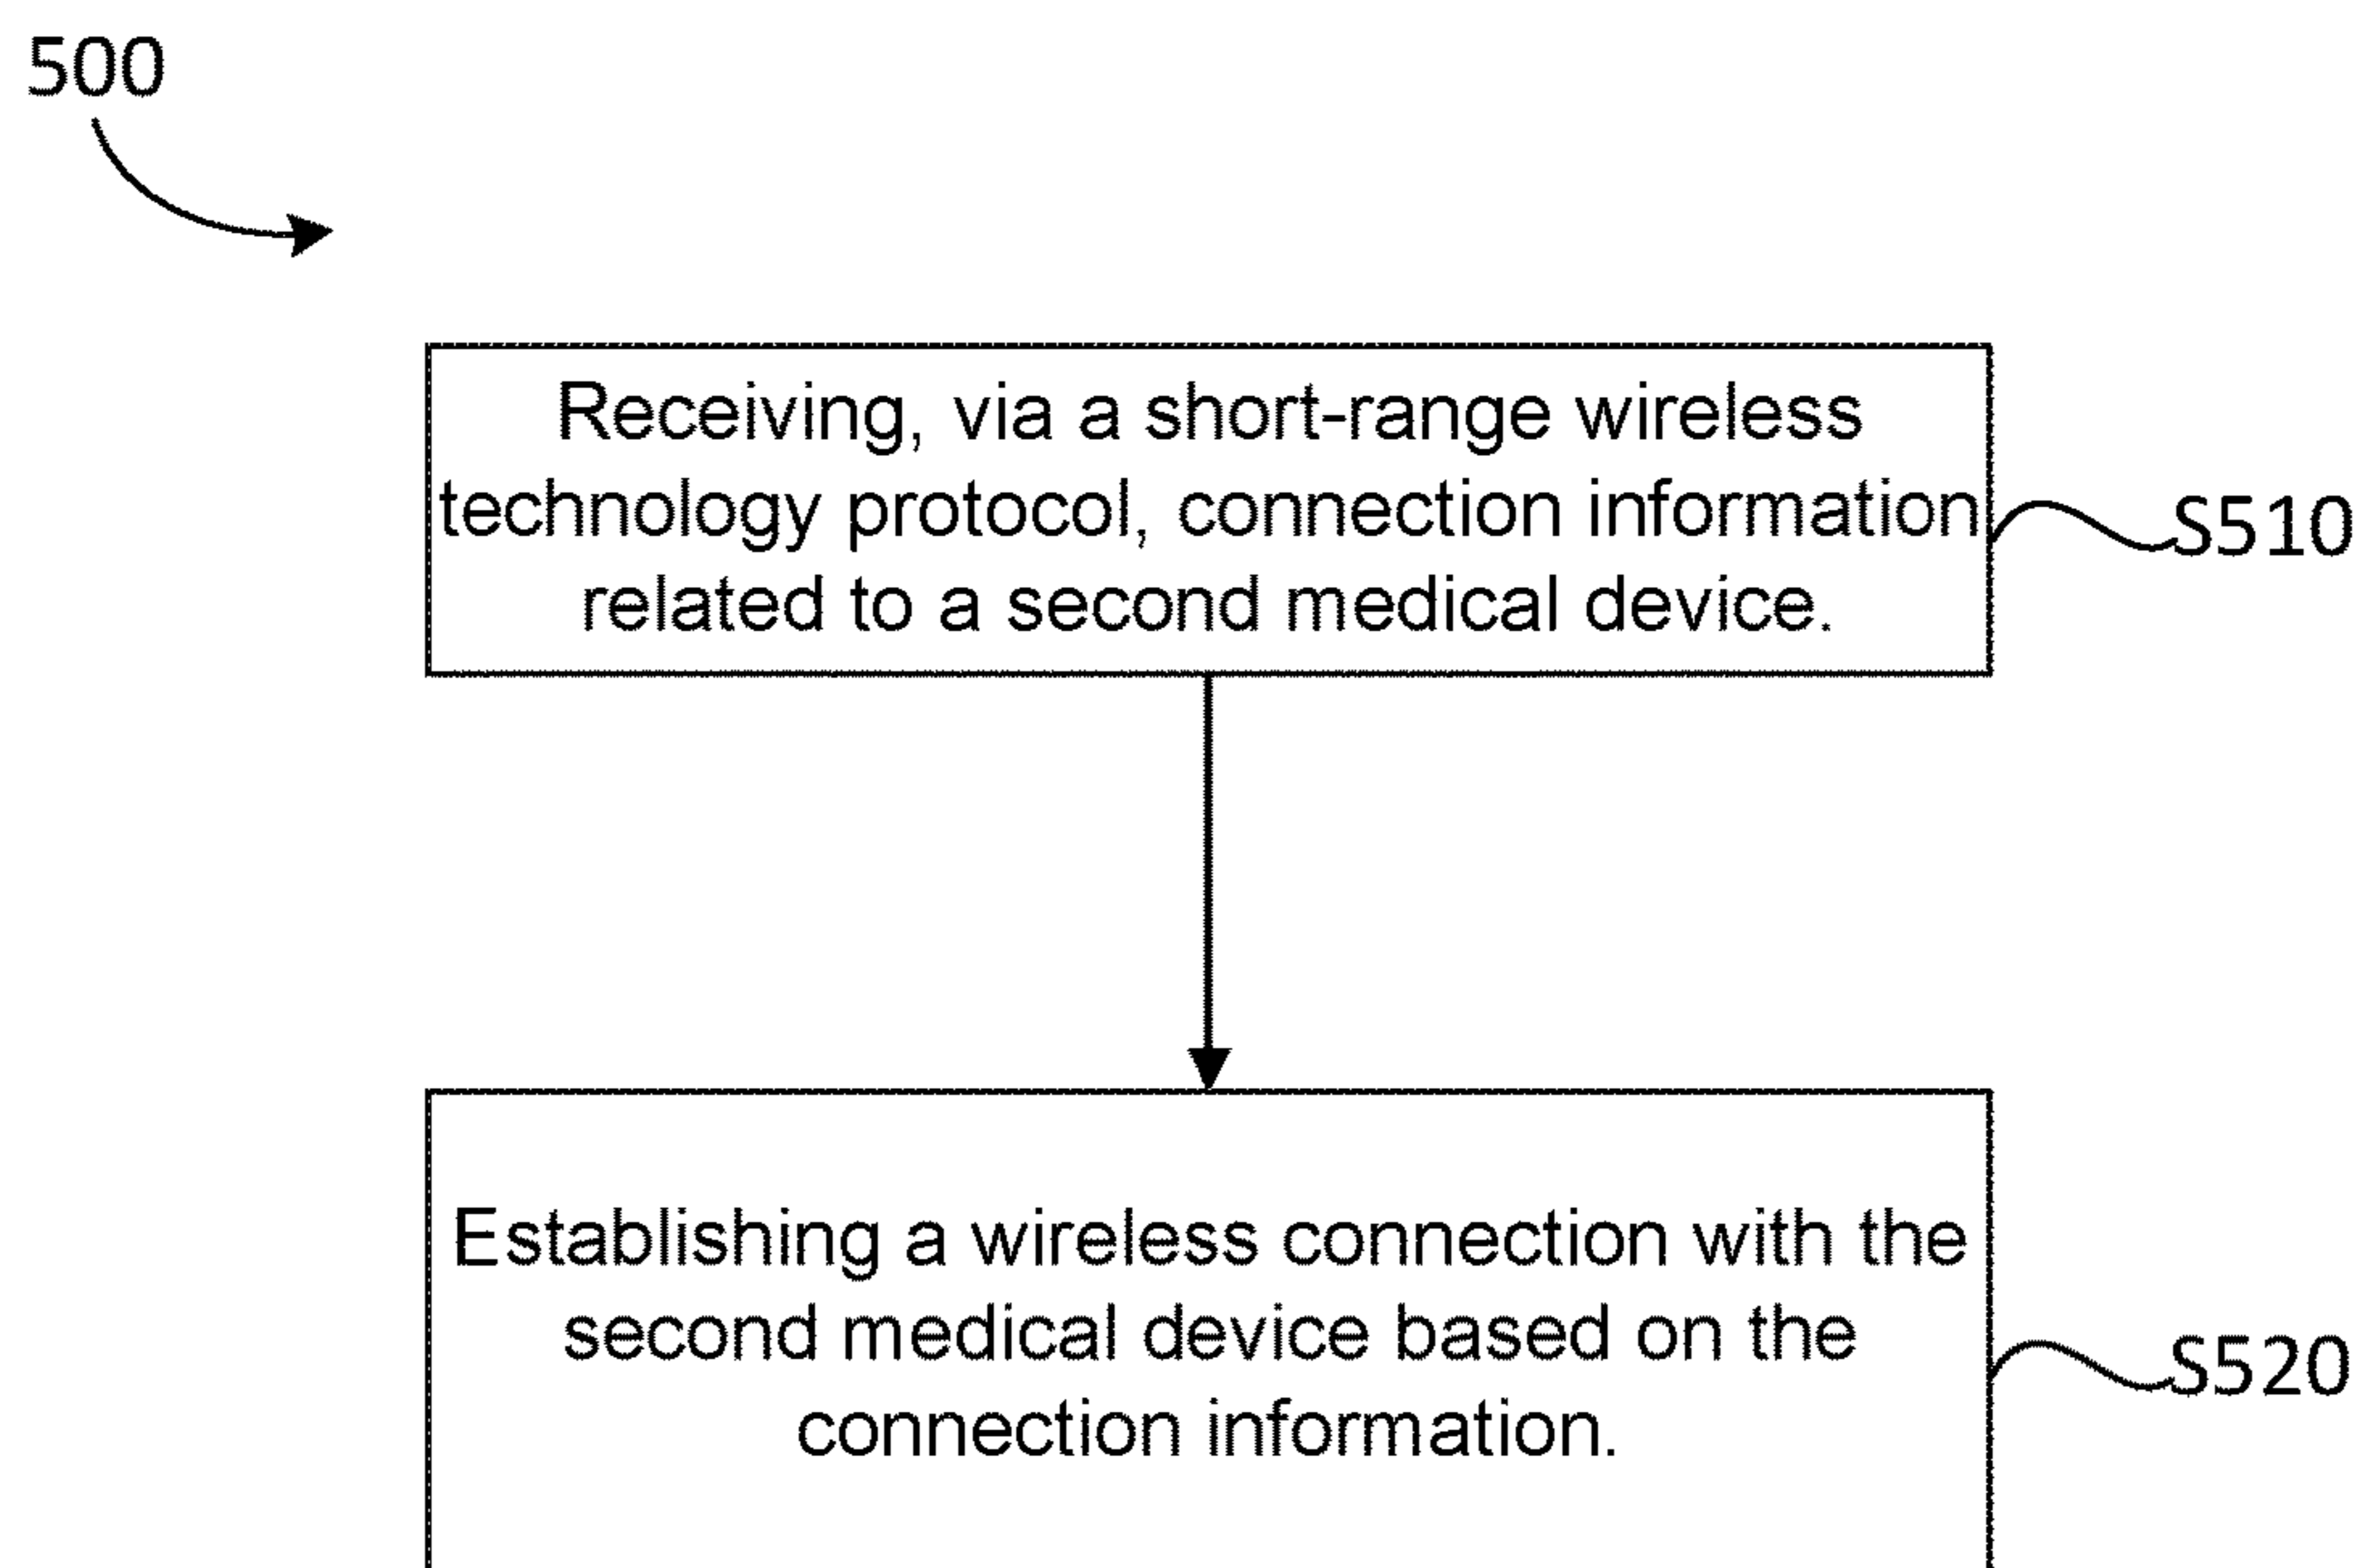 500
Receiving, via a short-range wireless
technology protocol, connection information
related to a second medical device.
S510
Establishing a wireless connection with the
second medical device based on the
connection information.
S520